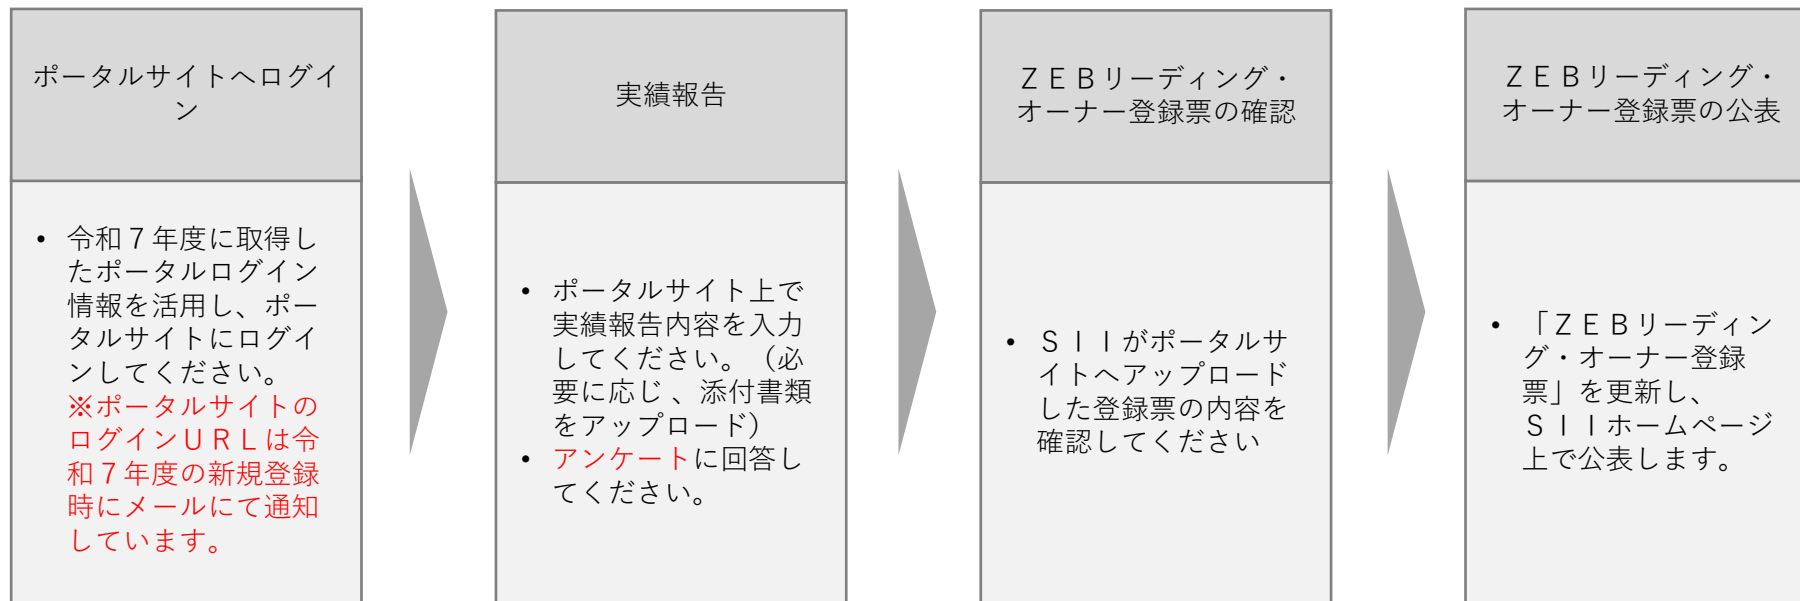 ポータルサイトへログイ
ン
• 令和７年度に取得し
たポータルログイン
情報を活用し、ポー
タルサイトにログイ
ンしてください。
※ポータルサイトの
ログインＵＲＬは令
和７年度の新規登録
時にメールにて通知
しています。
実績報告
• ポータルサイト上で
実績報告内容を入力
してください。（必
要に応じ、添付書類
をアップロード）
• アンケートに回答し
てください。
ＺＥＢリーディング・
オーナー登録票の確認
• ＳＩＩがポータルサ
イトへアップロード
した登録票の内容を
確認してください
ＺＥＢリーディング・
オーナー登録票の公表
• 「ＺＥＢリーディン
グ・オーナー登録
票」を更新し、
ＳＩＩホームページ
上で公表します。